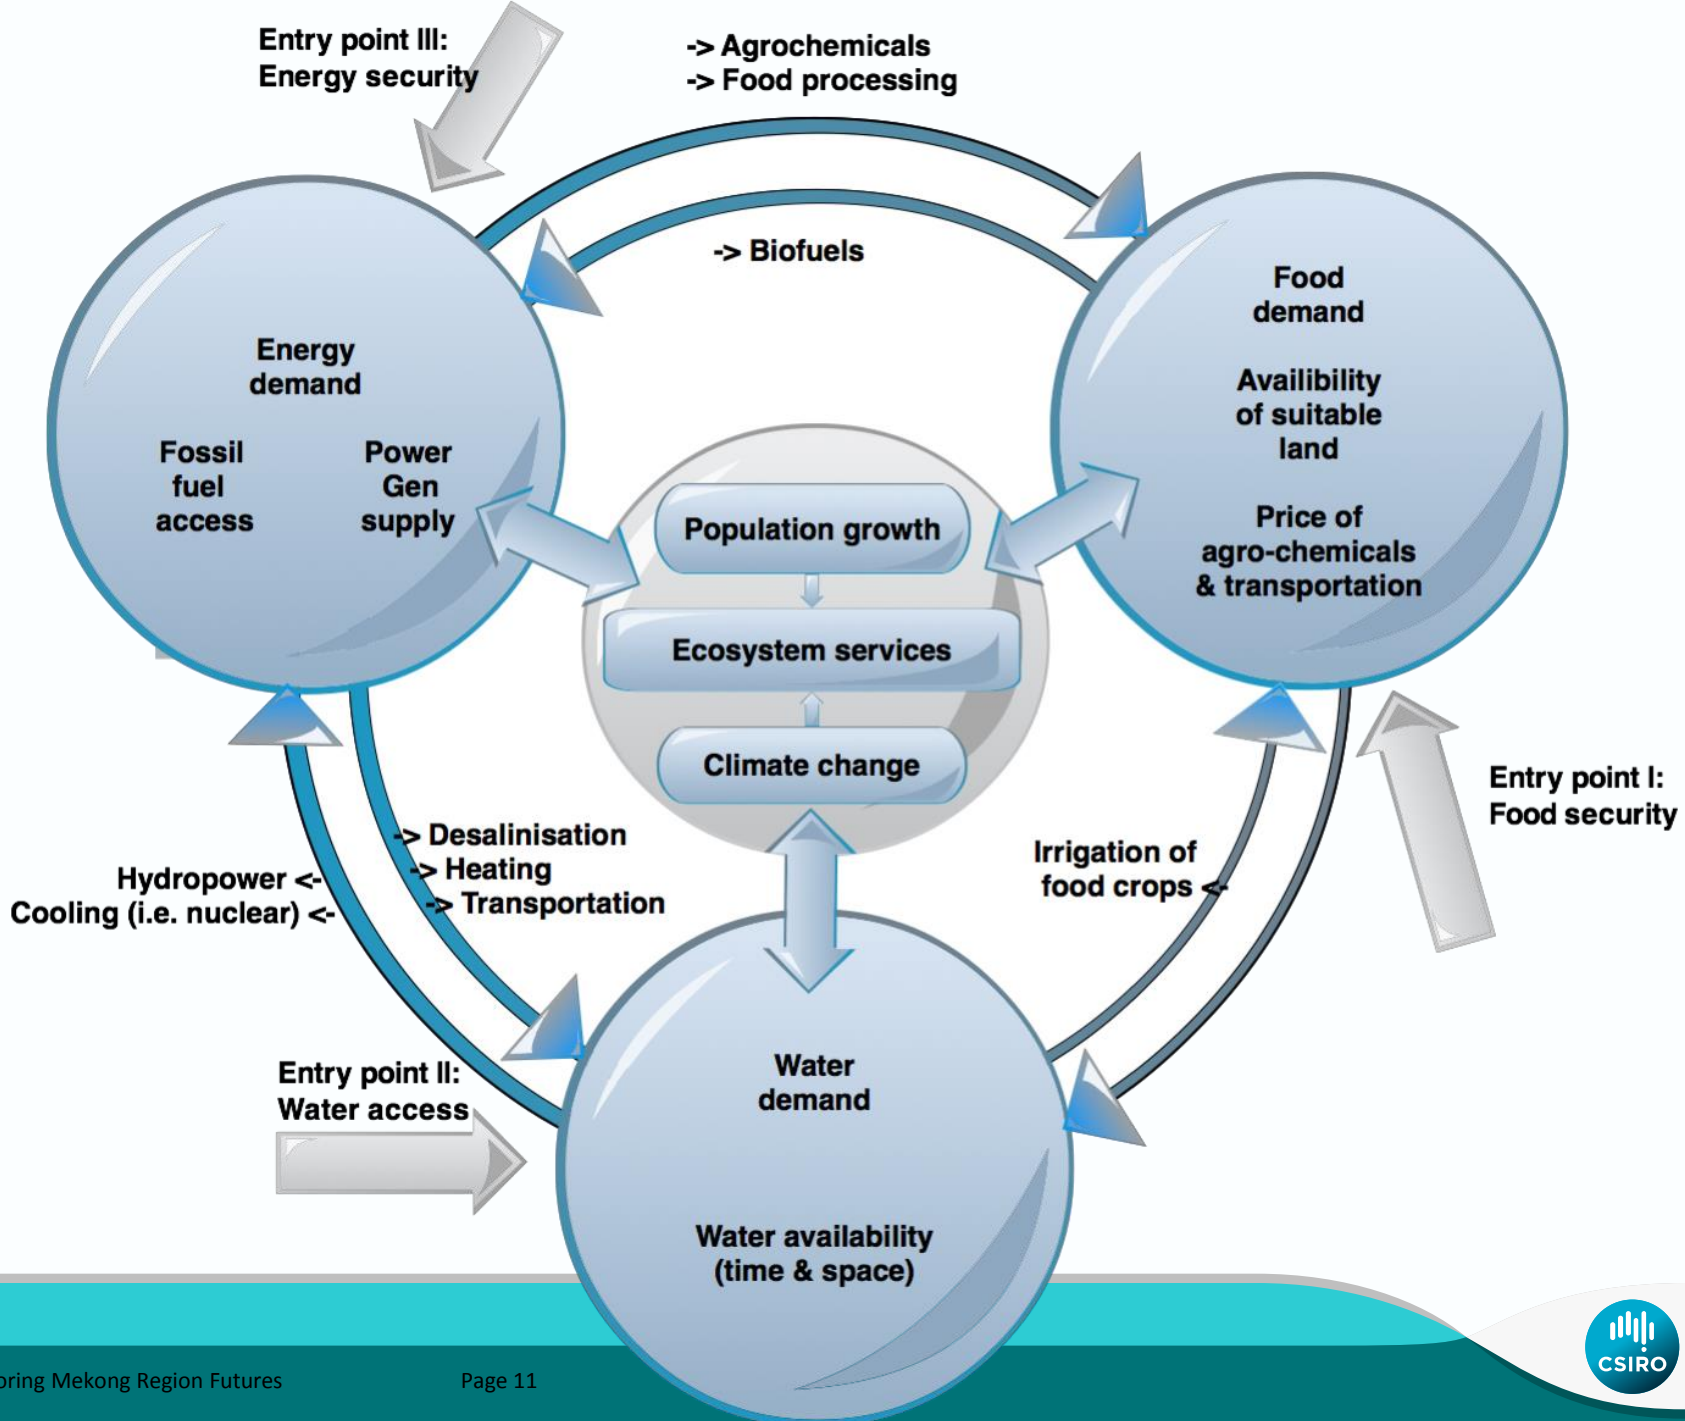 Entry point III:
Energy security
-> Agrochemicals
-> Food processing
-> Biofuels
Energy
demand
Fossil
fuel
access
Power
Gen
supply
Food
demand
Availibility
of suitable
land
Price of
agro-chemicals
& transportation
Population growth
Ecosystem services
Climate change
Entry point I:
Food security
-> Desalinisation
-> Heating
-> Transportation
Hydropower <-
Cooling (i.e. nuclear) <-
Irrigation of
food crops <-
Entry point II:
Water access
Water
demand
Water availability
(time & space)
oring Mekong Region Futures
Page 11
CSIRO